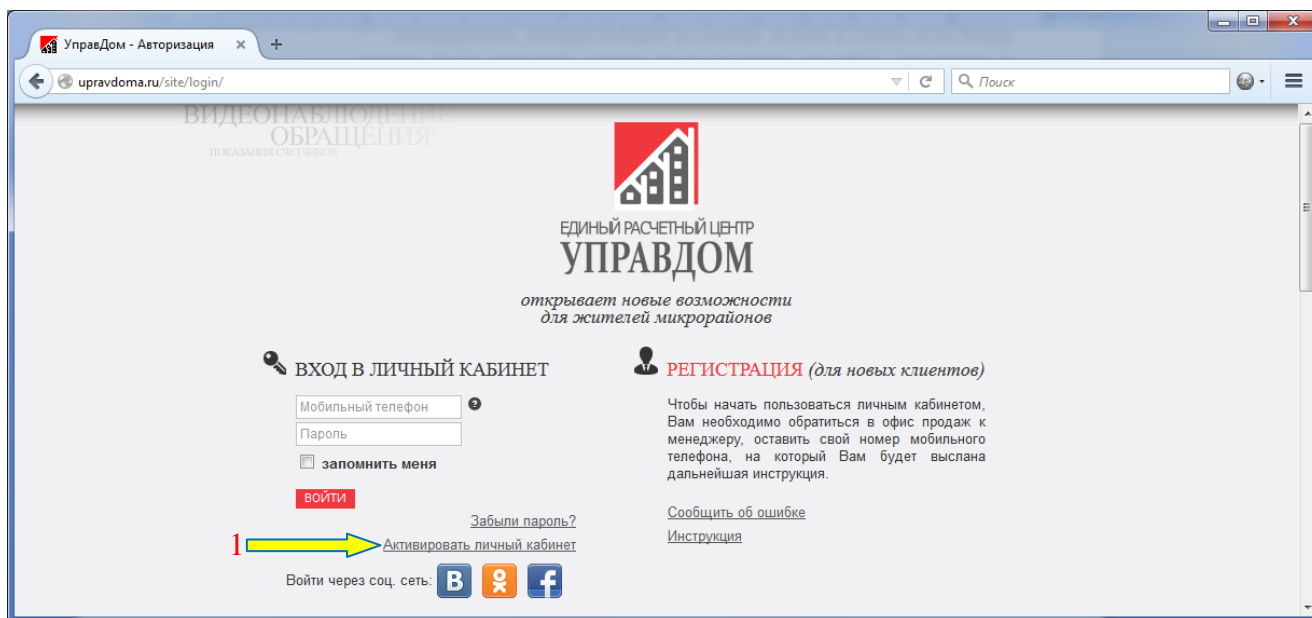 УправДом - Авторизация
upravdoma.ru/site/login/
Поиск
ВИДЕОНАБЛЮДЕНИЕ
ОБРАЩЕНИЯ
ПОКАЗАНИЯ СЧЕТЧИКОВ
ЕДИНЫЙ РАСЧЕТНЫЙ ЦЕНТР
УПРАВДОМ
открывает новые возможности
для жителей микрорайонов
ВХОД В ЛИЧНЫЙ КАБИНЕТ
Мобильный телефон
Пароль
запомнить меня
ВОЙТИ
Забыли пароль?
1
Активировать личный кабинет
Войти через соц. сеть:
РЕГИСТРАЦИЯ (для новых клиентов)
Чтобы начать пользоваться личным кабинетом,
Вам необходимо обратиться в офис продаж к
менеджеру, оставить свой номер мобильного
телефона, на который Вам будет выслана
дальнейшая инструкция.
Сообщить об ошибке
Инструкция